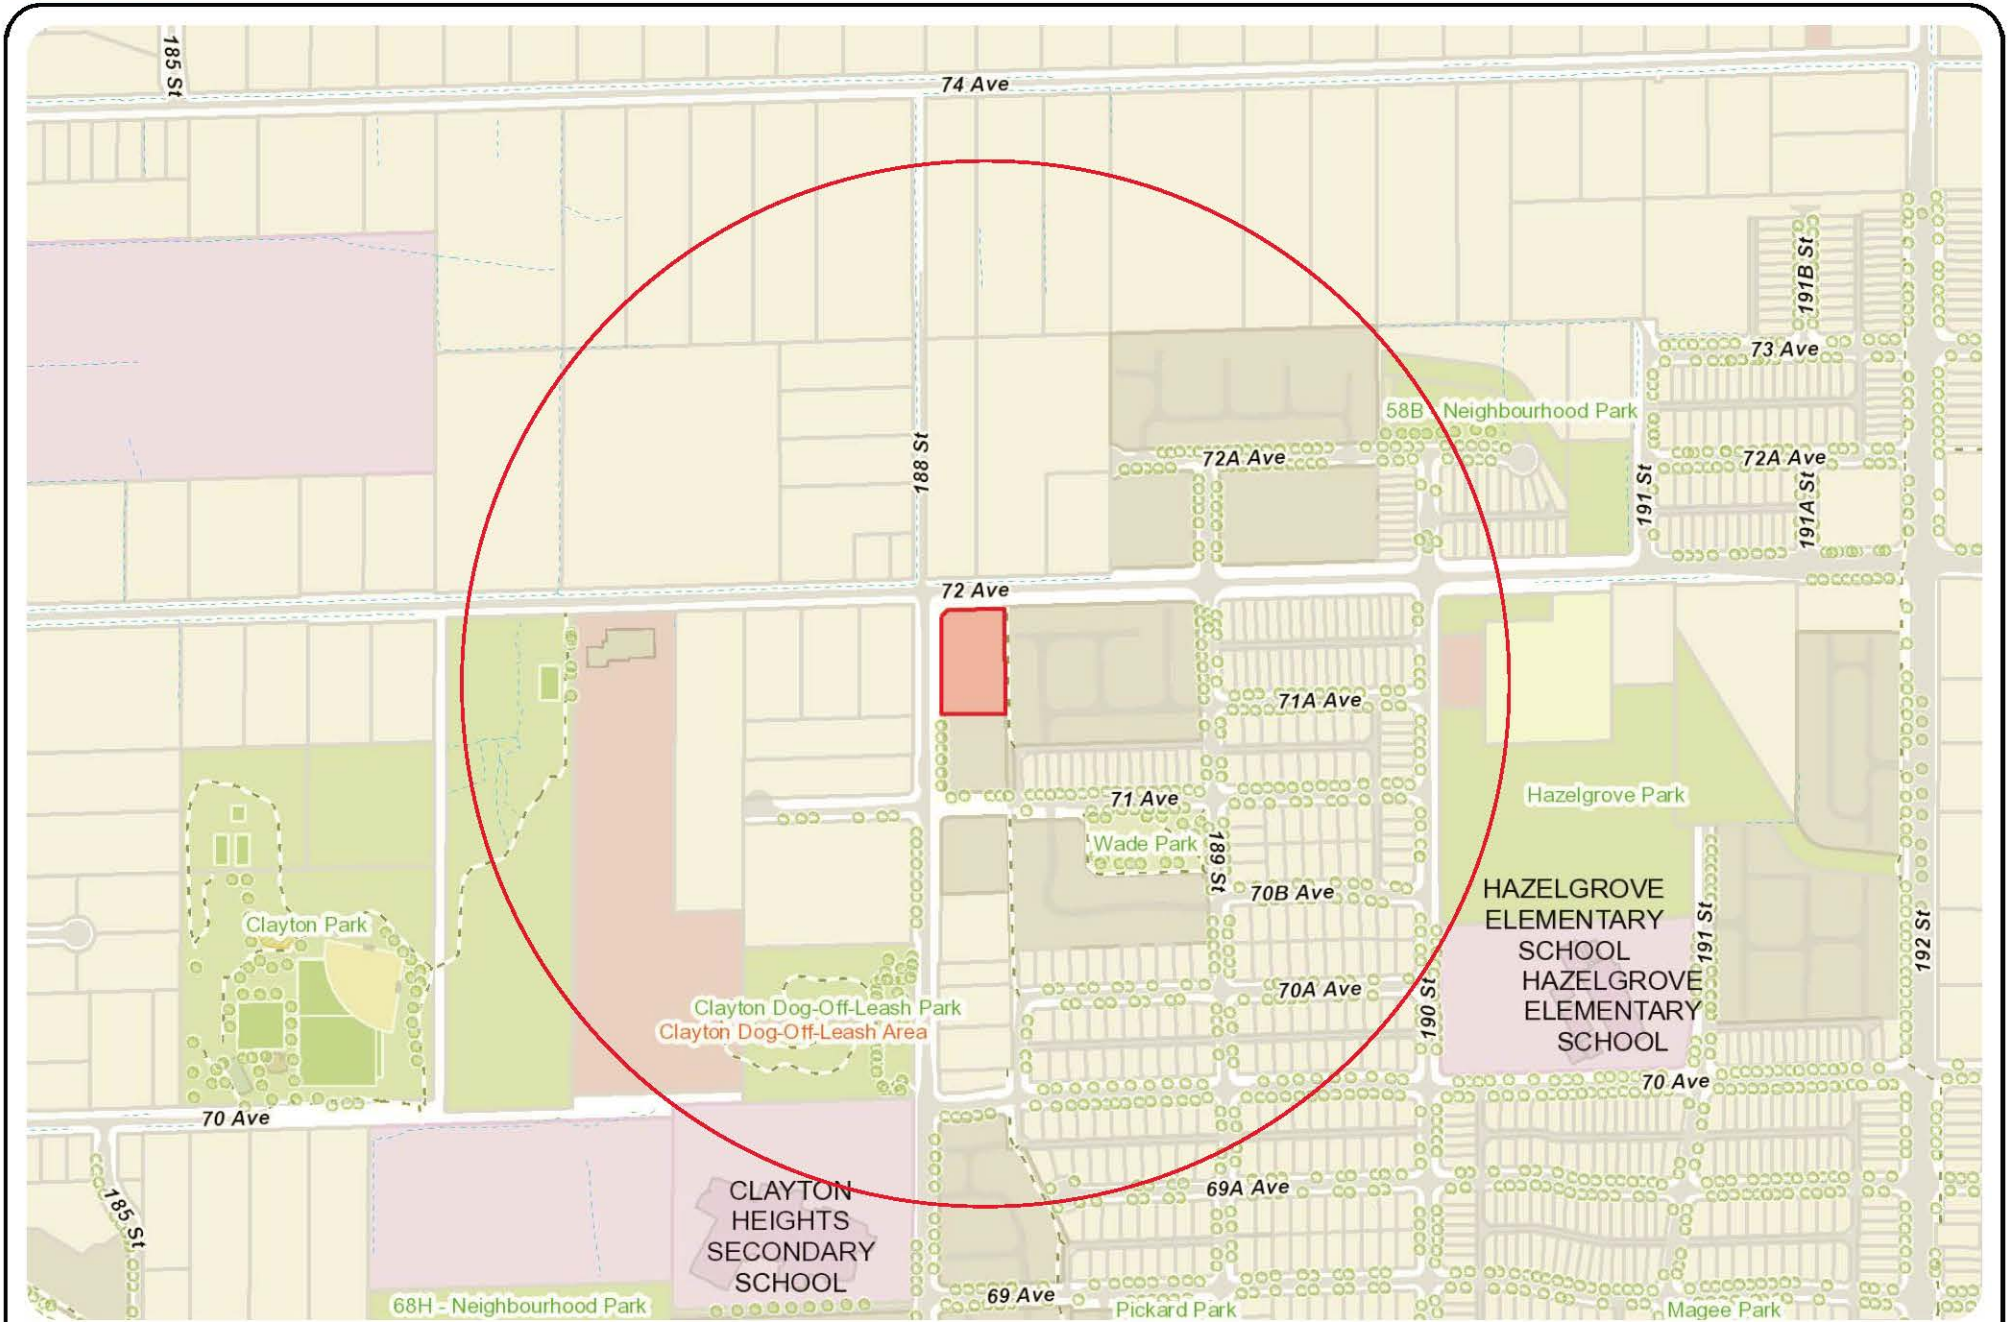 185 St
74 Ave
191B St
73 Ave
58B - Neighbourhood Park
188 St
72A Ave
72A Ave
191 St
191A St
72 Ave
71A Ave
71 Ave
Hazelgrove Park
Wade Park
189 St
70B Ave
HAZELGROVE
ELEMENTARY
SCHOOL
HAZELGROVE
ELEMENTARY
SCHOOL
191 St
192 St
Clayton Park
70A Ave
190 St
Clayton Dog-Off-Leash Park
Clayton Dog-Off-Leash Area
70 Ave
70 Ave
185 St
CLAYTON
HEIGHTS
SECONDARY
SCHOOL
69A Ave
69 Ave
68H - Neighbourhood Park
Pickard Park
Magee Park